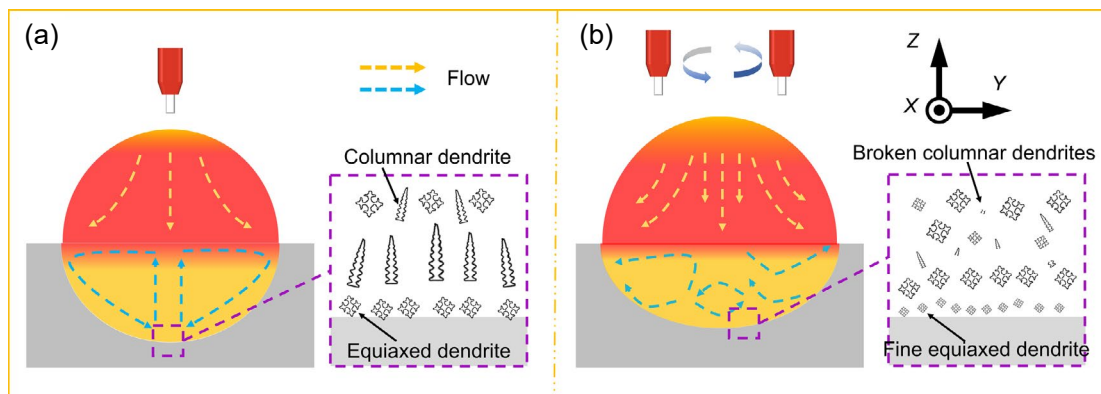 (a)
Flow
Columnar dendrite
Equiaxed dendrite
(b)
Z
Y
X
Broken columnar dendrites
Fine equiaxed dendrite